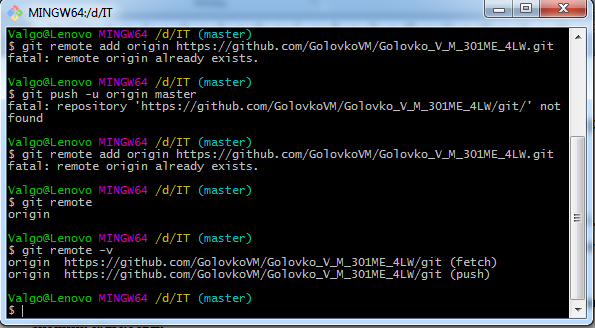 MINGW64:/d/IT
Valgo@Lenovo MINGW64 /d/IT (master)
$ git remote add origin https://github.com/GolovkoVM/Golovko_V_M_301ME_4LW.git
fatal: remote origin already exists.
Valgo@Lenovo MINGW64 /d/IT (master)
$ git push -u origin master
fatal: repository 'https://github.com/GolovkoVM/Golovko_V_M_301ME_4LW/git/' not
found
Valgo@Lenovo MINGW64 /d/IT (master)
$ git remote add origin https://github.com/GolovkoVM/Golovko_V_M_301ME_4LW.git
fatal: remote origin already exists.
Valgo@Lenovo MINGW64 /d/IT (master)
$ git remote
origin
Valgo@Lenovo MINGW64 /d/IT (master)
$ git remote -v
origin  https://github.com/GolovkoVM/Golovko_V_M_301ME_4LW/git (fetch)
origin  https://github.com/GolovkoVM/Golovko_V_M_301ME_4LW/git (push)
Valgo@Lenovo MINGW64 /d/IT (master)
$